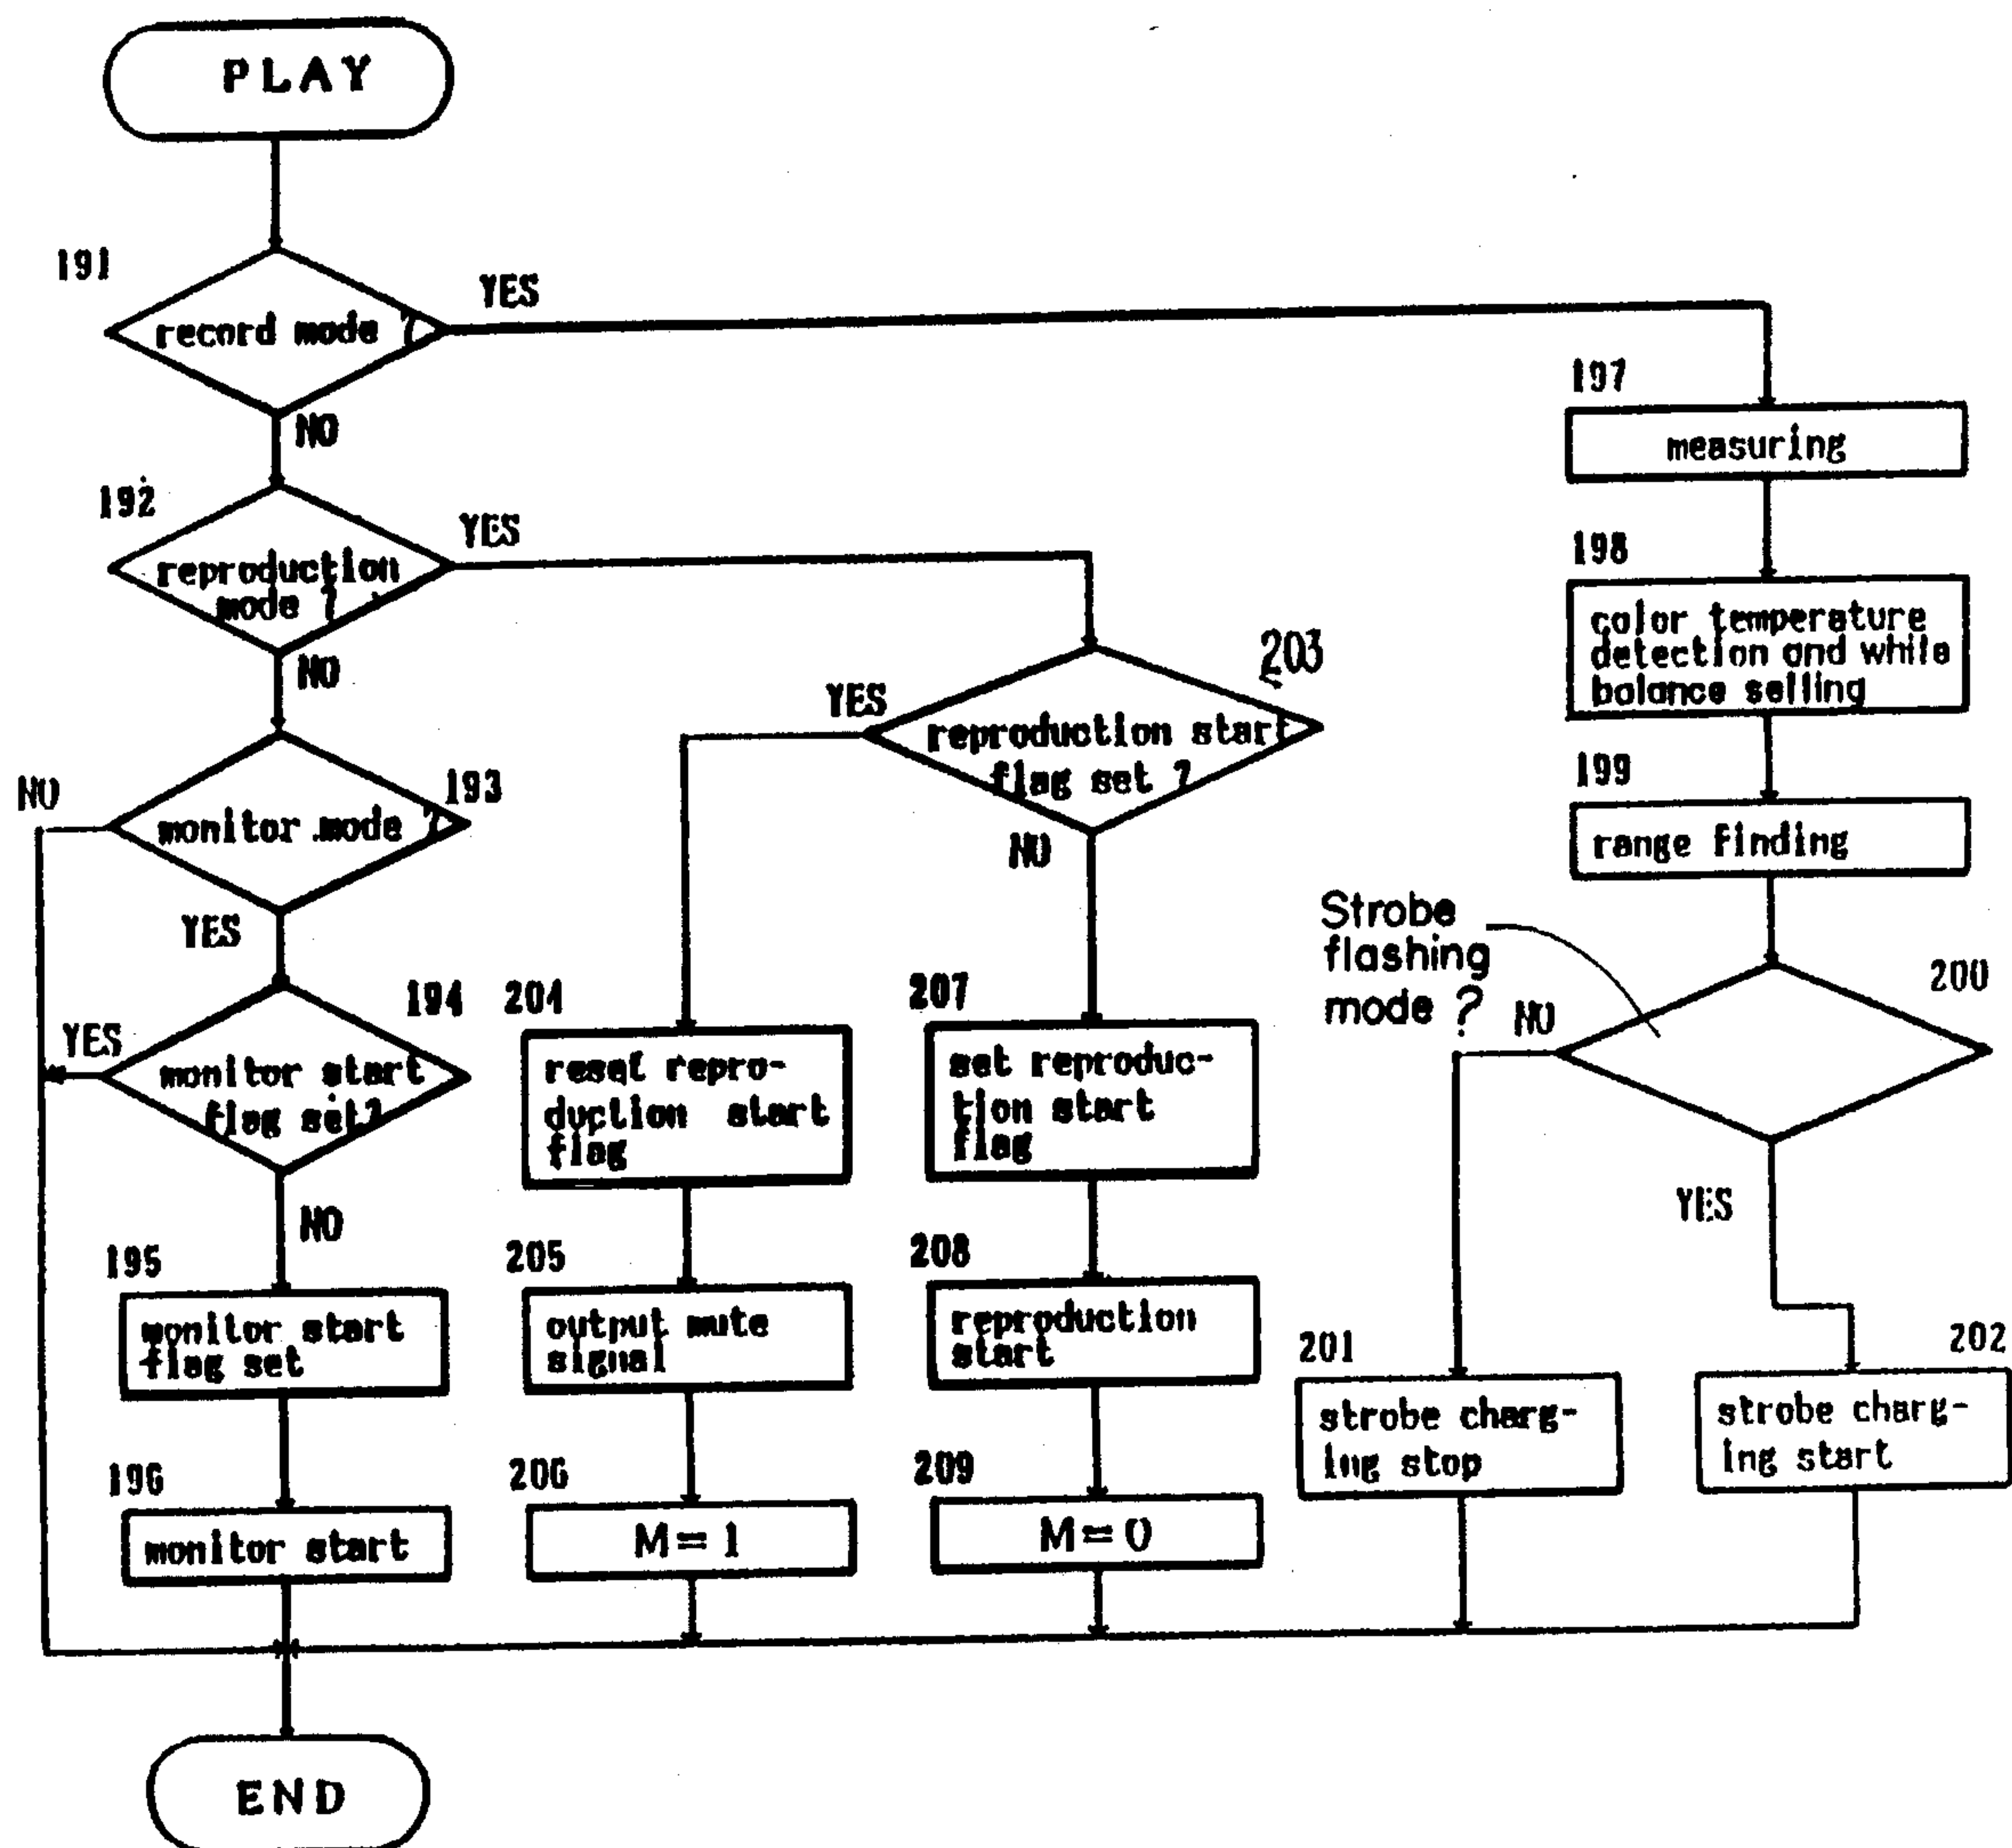 PLAY
191
record mode ?
YES
NO
192
reproduction
mode ?
YES
NO
193
monitor mode ?
NO
YES
194
monitor start
flag set?
YES
NO
195
monitor start
flag set
196
monitor start
197
measuring
198
color temperature
detection and while
balance selling
199
range finding
Strobe
flashing
mode ?
200
NO
YES
201
strobe charg-
ing stop
202
strobe charg-
ing start
203
reproduction start
flag set ?
YES
NO
204
reset repro-
duction start
flag
205
output mute
signal
206
M = 1
207
set reproduc-
tion start
flag
208
reproduction
start
209
M = 0
END